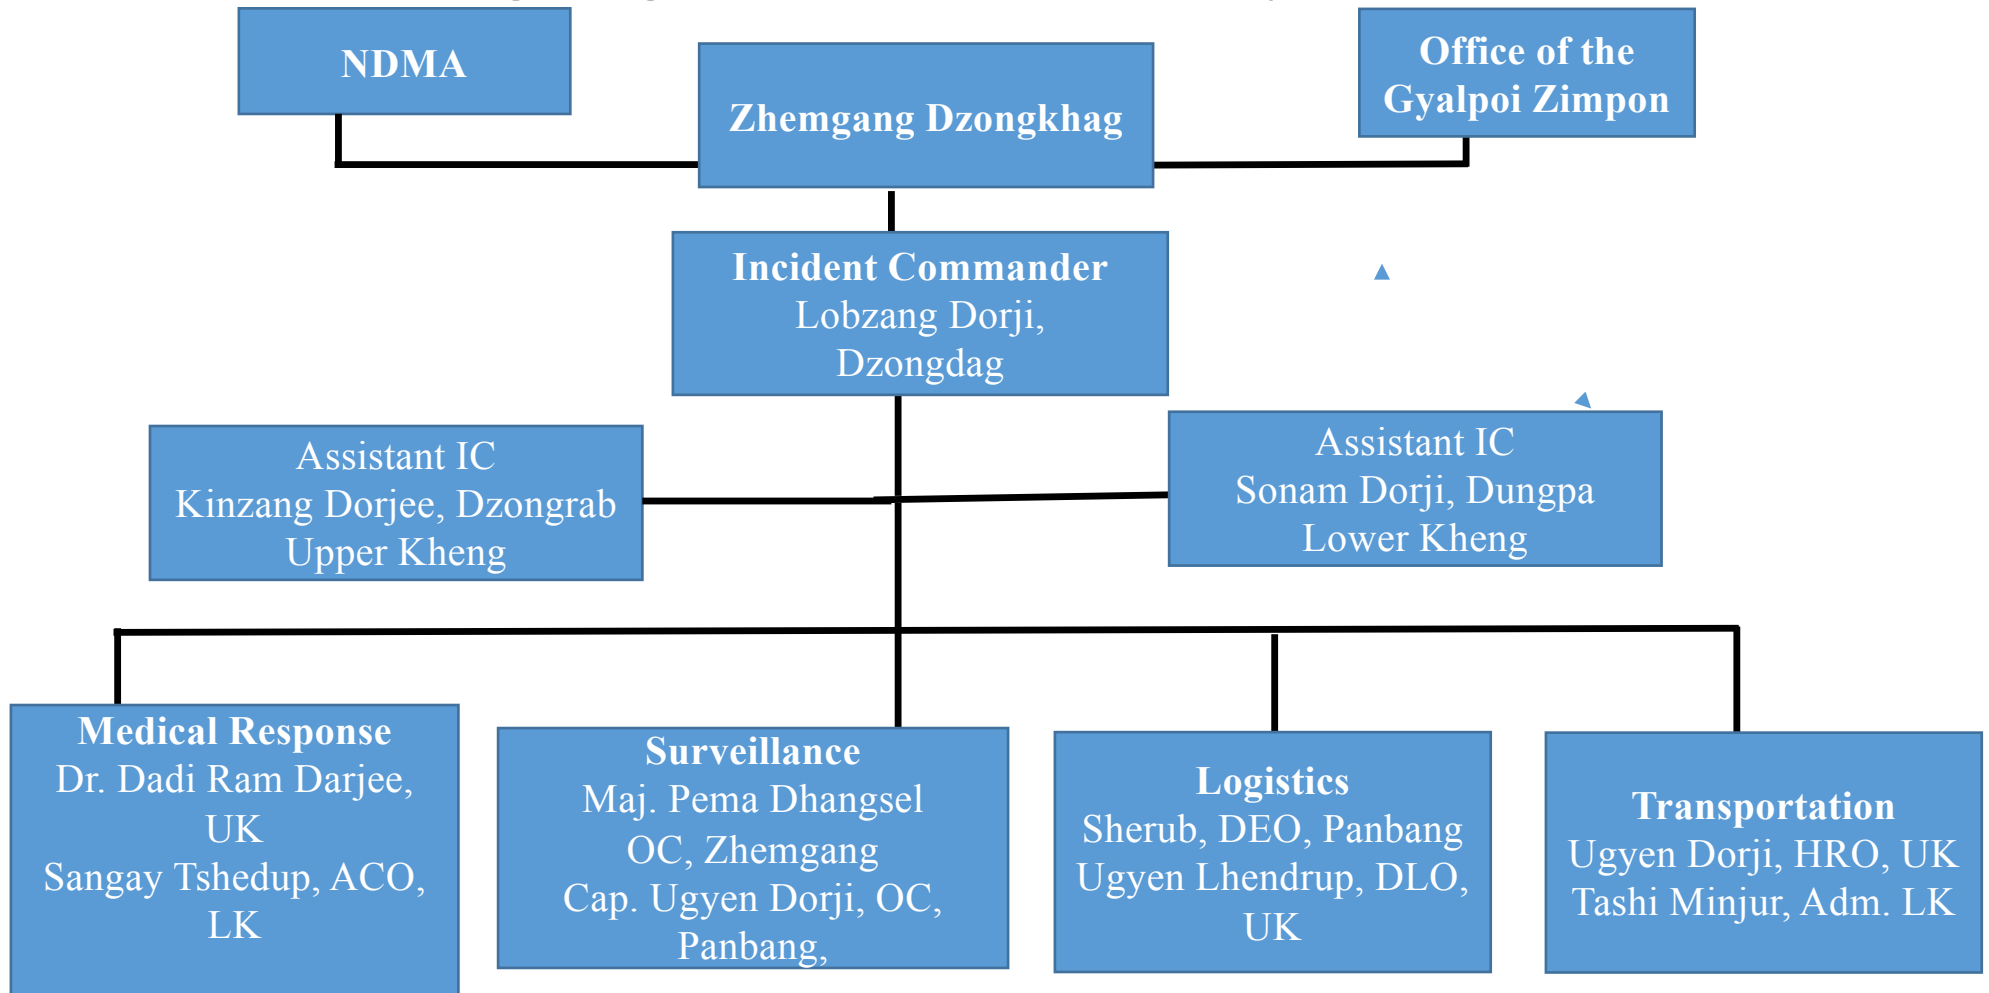 NDMA
Zhemgang Dzongkhag
Office of the
Gyalpoi Zimpon
Incident Commander
Lobzang Dorji,
Dzongdag
Assistant IC
Kinzang Dorjee, Dzongrab
Upper Kheng
Assistant IC
Sonam Dorji, Dungpa
Lower Kheng
Medical Response
Dr. Dadi Ram Darjee,
UK
Sangay Tshedup, ACO,
LK
Surveillance
Maj. Pema Dhangsel
OC, Zhemgang
Cap. Ugyen Dorji, OC,
Panbang,
Logistics
Sherub, DEO, Panbang
Ugyen Lhendrup, DLO,
UK
Transportation
Ugyen Dorji, HRO, UK
Tashi Minjur, Adm. LK